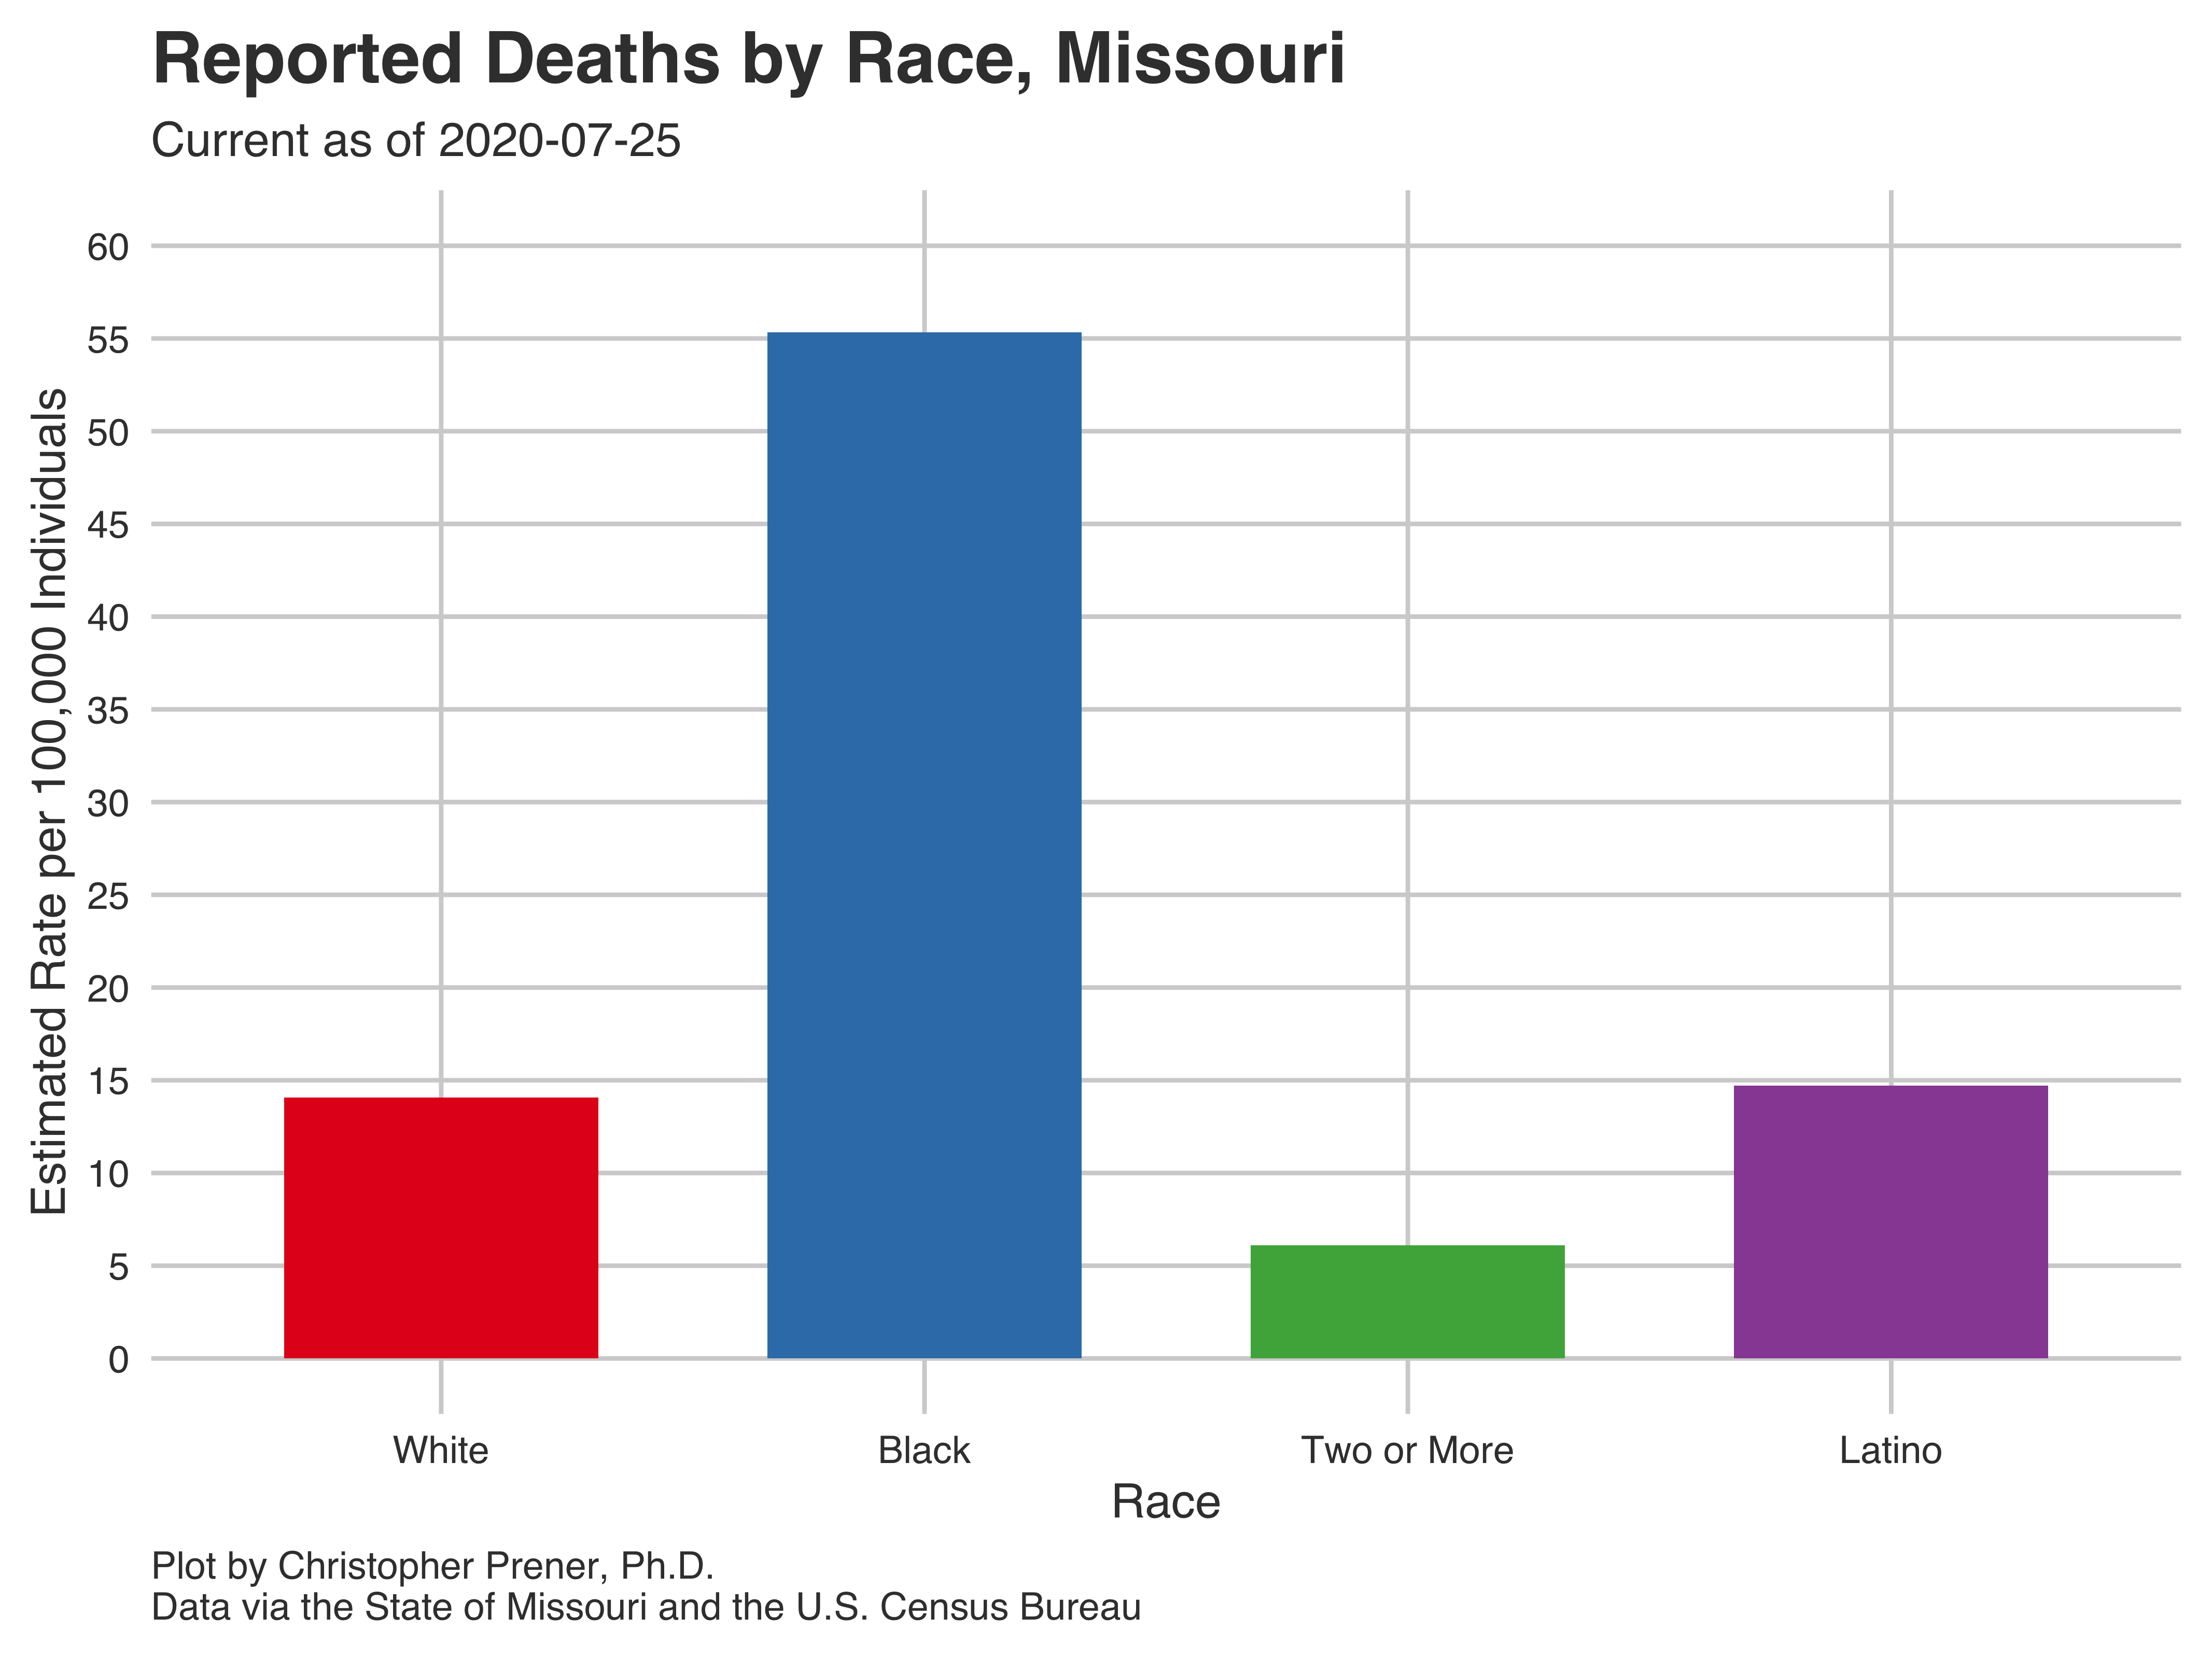 Reported Deaths by Race, Missouri
Current as of 2020-07-25
Estimated Rate per 100,000 Individuals
60
55
50
45
40
35
30
25
20
15
10
5
0
White
Black
Two or More
Latino
Race
Plot by Christopher Prener, Ph.D.
Data via the State of Missouri and the U.S. Census Bureau